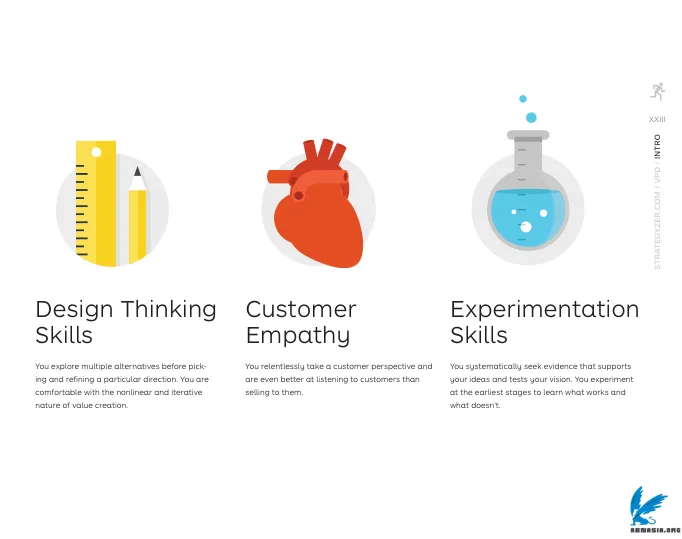 XXIII
STRATEGYZER.COM / VPD / INTRO
Design Thinking
Skills
You explore multiple alternatives before pick-
ing and refining a particular direction. You are
comfortable with the nonlinear and iterative
nature of value creation.
Customer
Empathy
You relentlessly take a customer perspective and
are even better at listening to customers than
selling to them.
Experimentation
Skills
You systematically seek evidence that supports
your ideas and tests your vision. You experiment
at the earliest stages to learn what works and
what doesn't.
ABMASIA.ORG